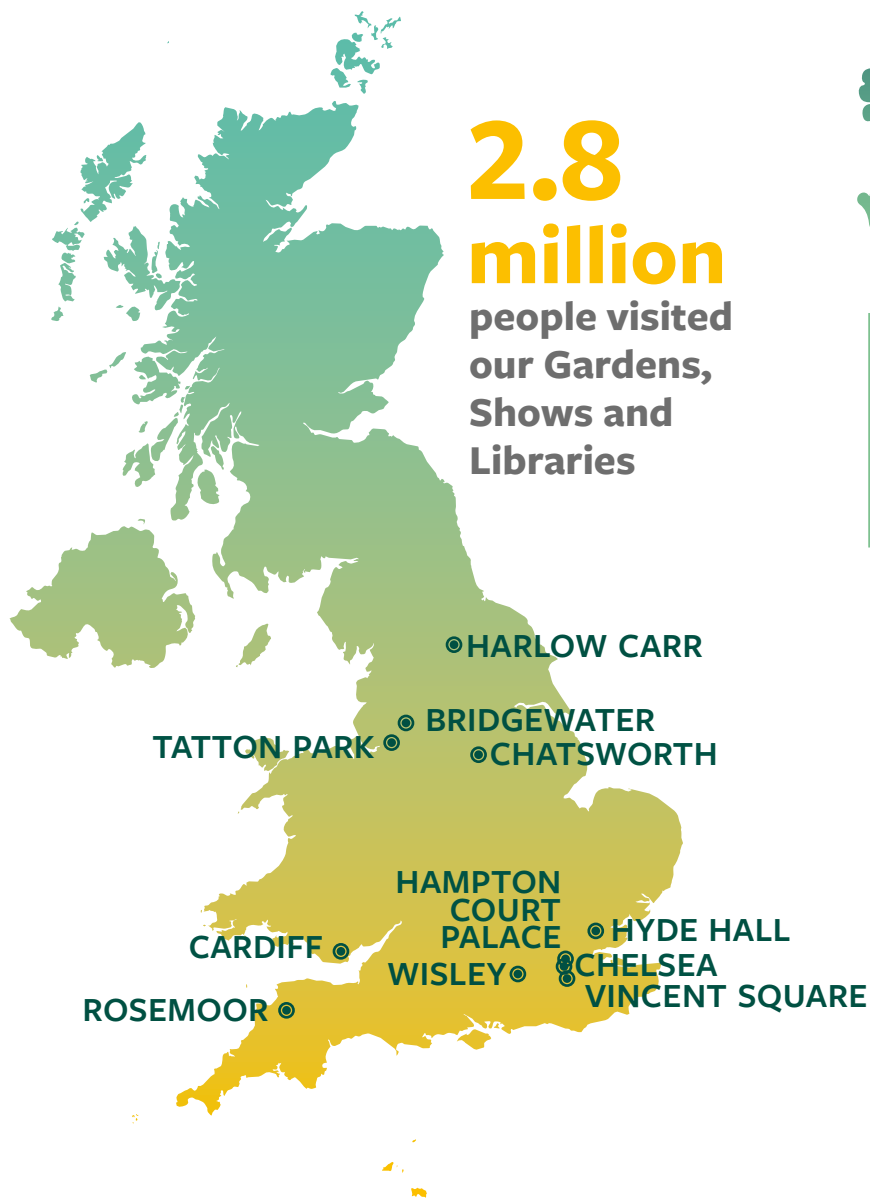 2.8
million
people visited
our Gardens,
Shows and
Libraries
HARLOW CARR
BRIDGEWATER
TATTON PARK
CHATSWORTH
HAMPTON
COURT
PALACE
HYDE HALL
CARDIFF
CHELSEA
WISLEY
VINCENT SQUARE
ROSEMOOR